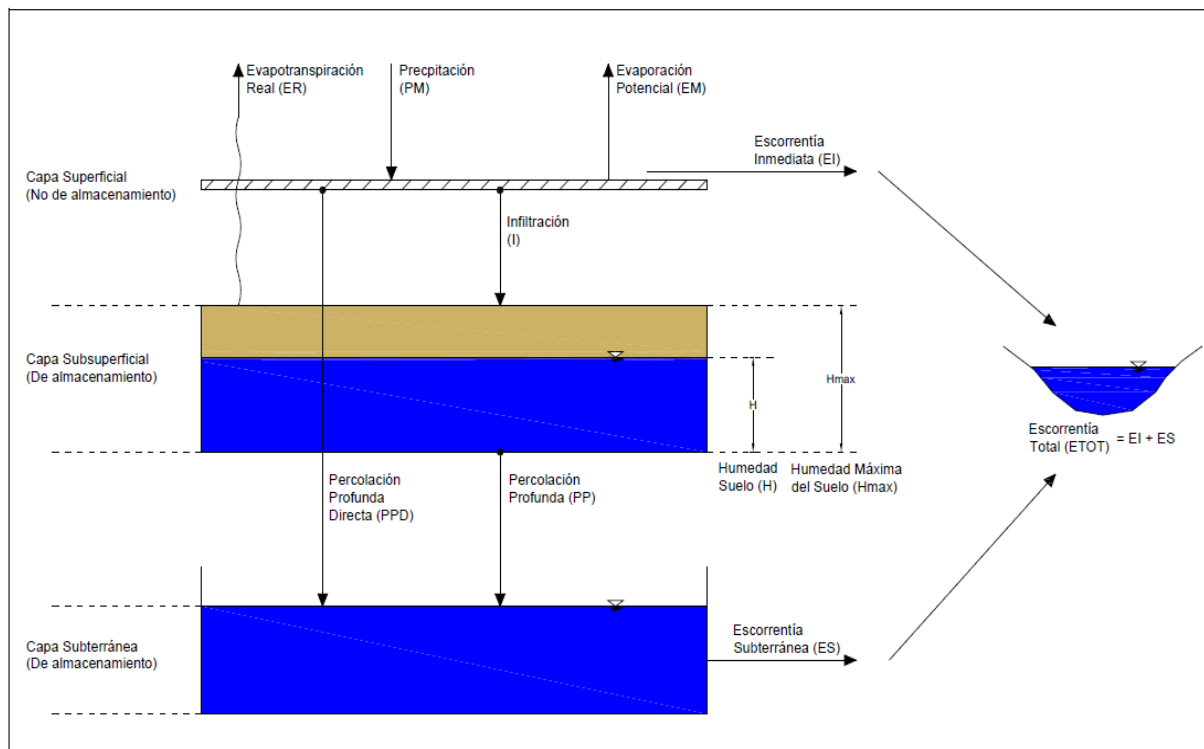 Evapotranspiración
Real (ER)
Precpitación
(PM)
Evaporación
Potencial (EM)
Escorrentía
Inmediata (EI)
Capa Superficial
(No de almacenamiento)
Infiltración
(I)
Capa Subsuperficial
(De almacenamiento)
H
Hmax
Humedad
Suelo (H)
Humedad Máxima
del Suelo (Hmax)
Escorrentía
Total (ETOT)
= EI + ES
Percolación
Profunda
Directa (PPD)
Percolación
Profunda (PP)
Capa Subterránea
(De almacenamiento)
Escorrentía
Subterránea (ES)